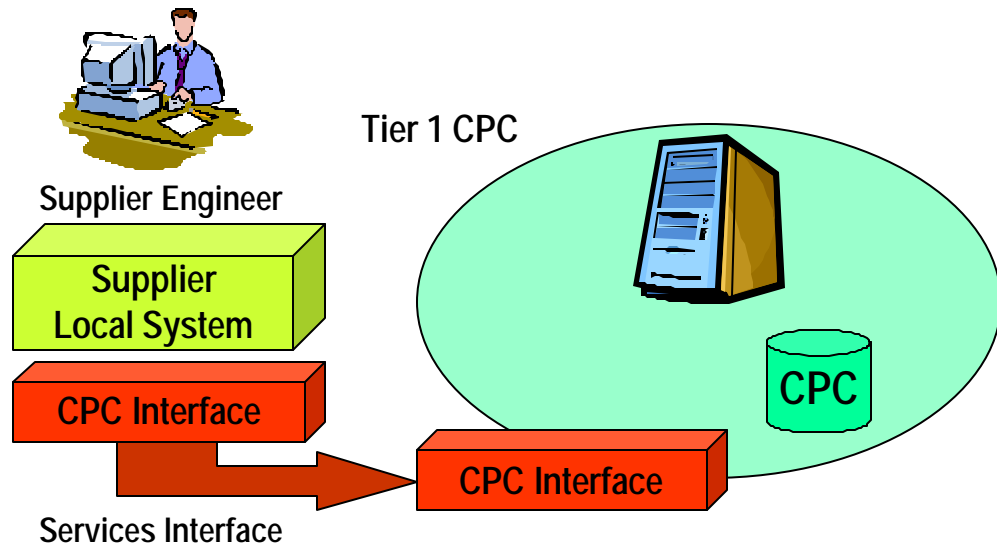 Tier 1 CPC
Supplier Engineer
Supplier
Local System
CPC
CPC Interface
CPC Interface
Services Interface